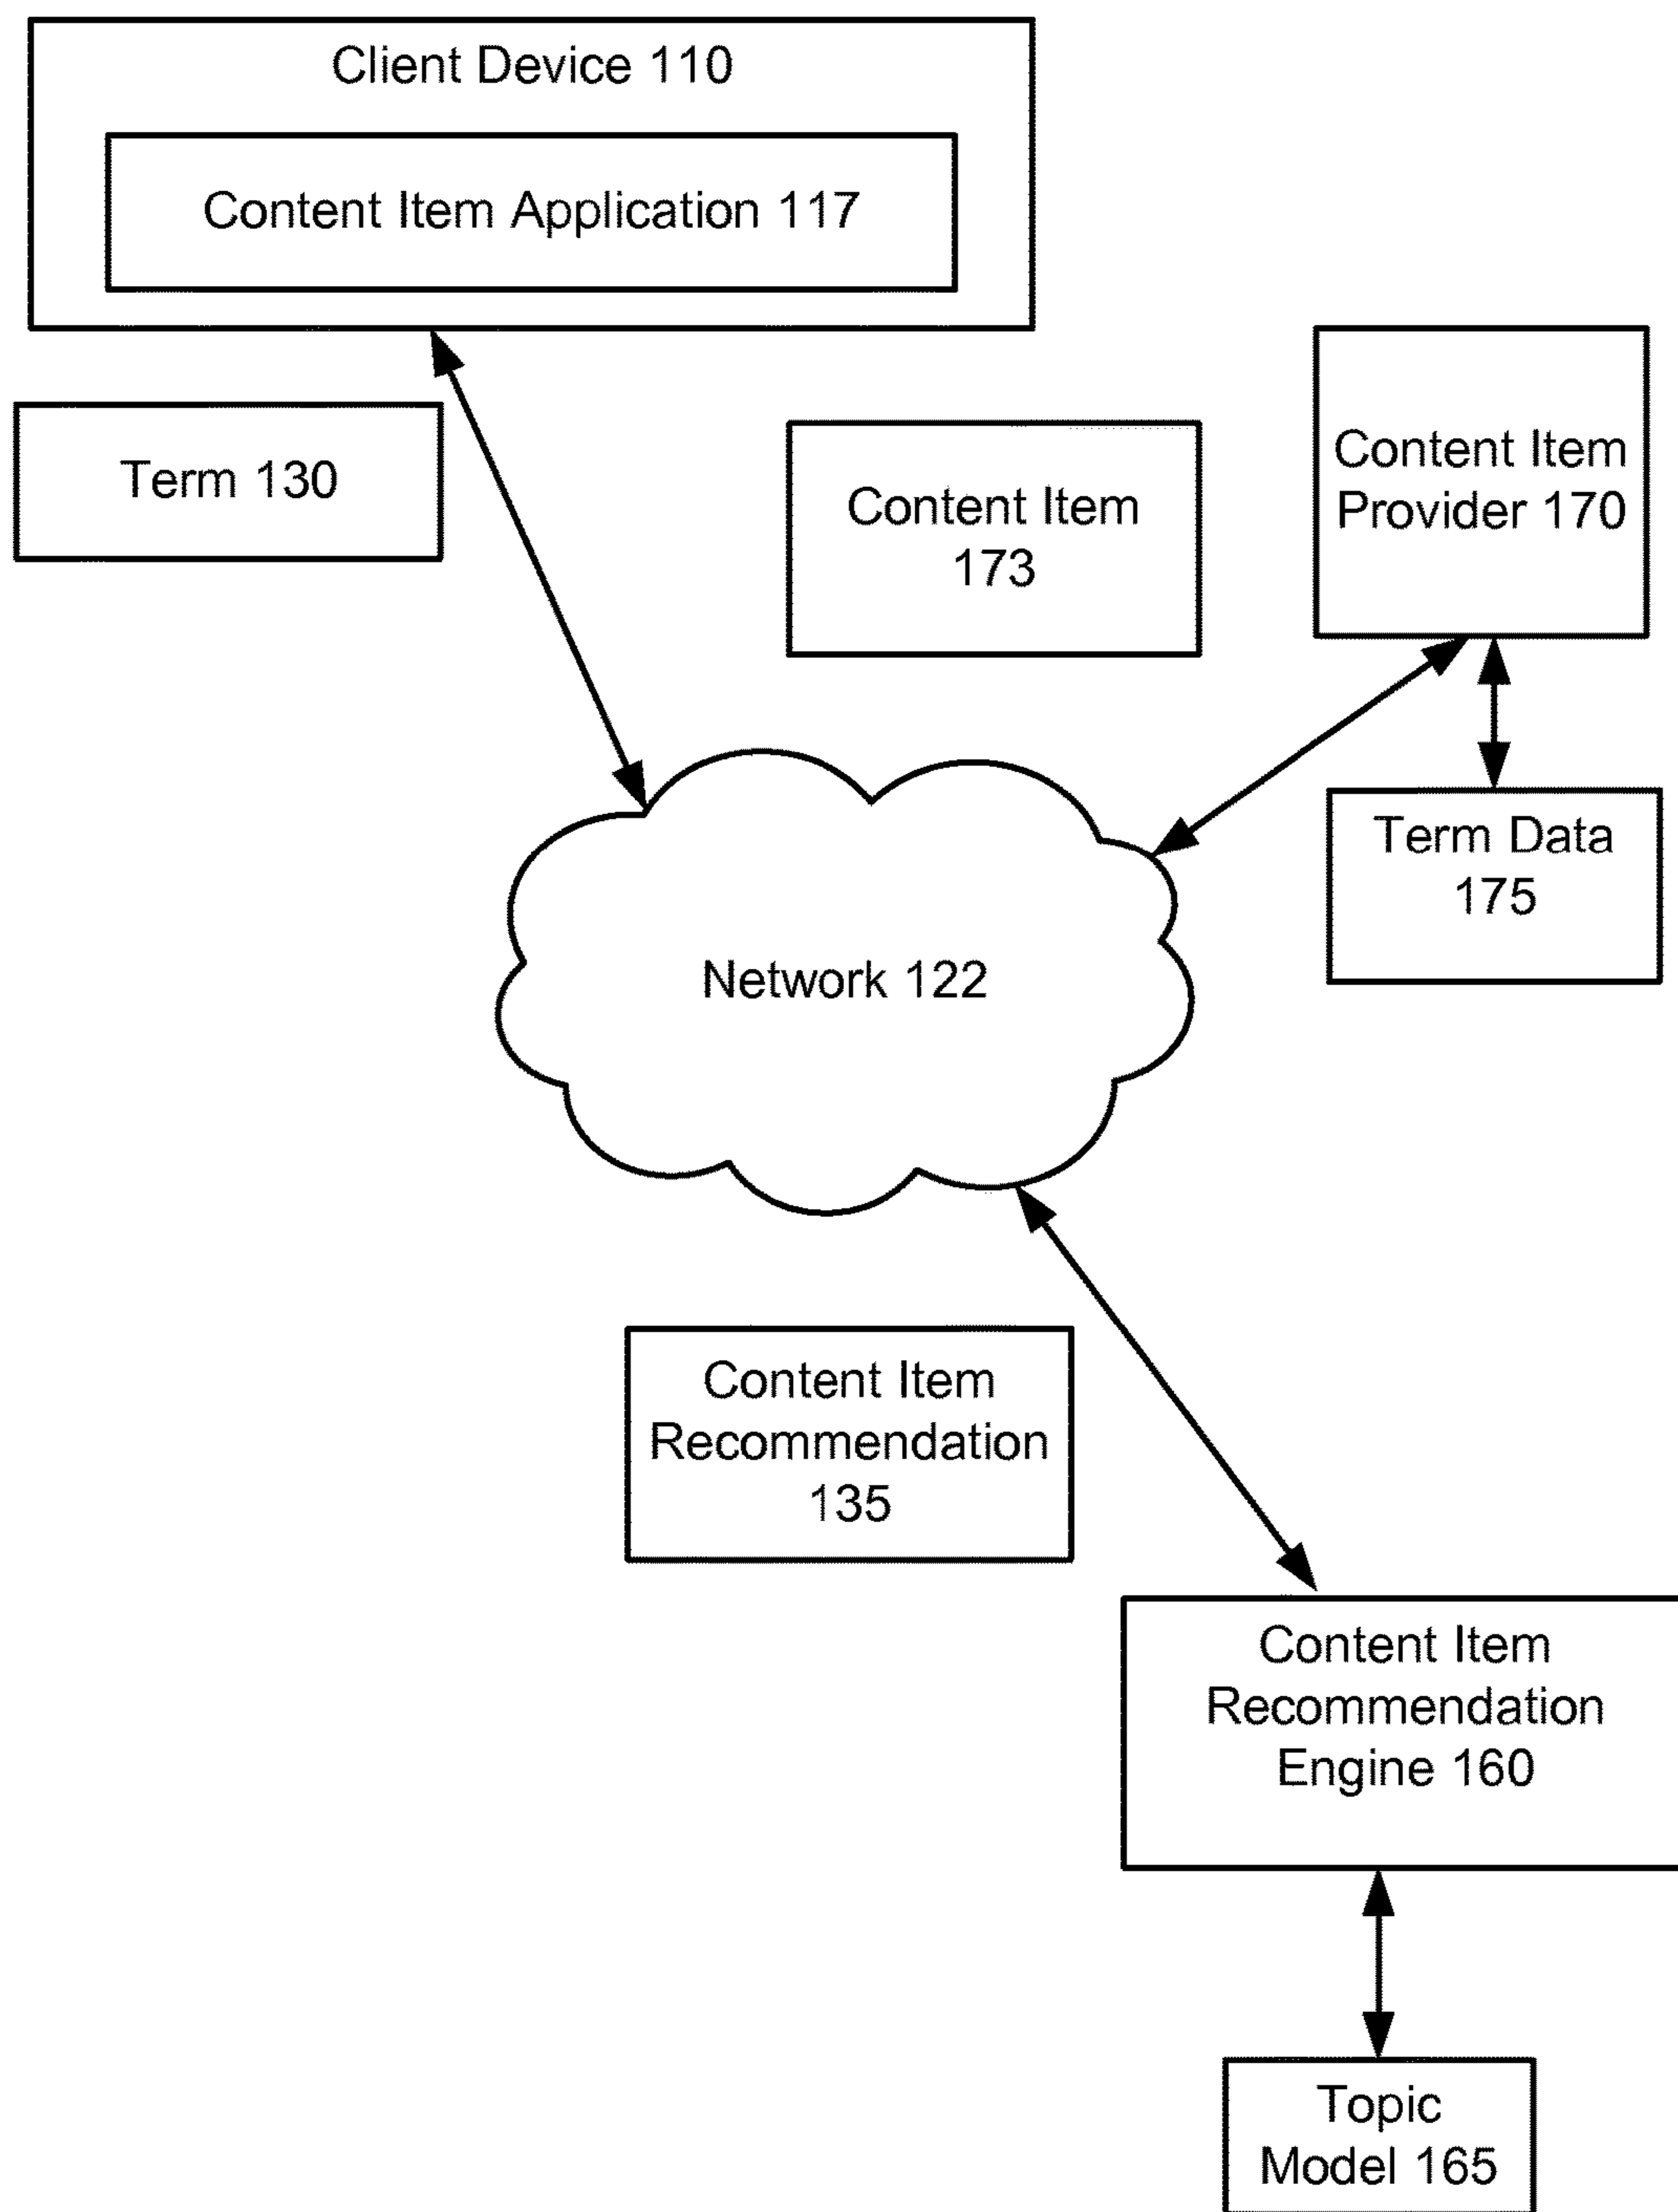 Client Device 110
Content Item Application 117
Term 130
Content Item
173
Content Item
Provider 170
Term Data
175
Network 122
Content Item
Recommendation
135
Content Item
Recommendation
Engine 160
Topic
Model 165